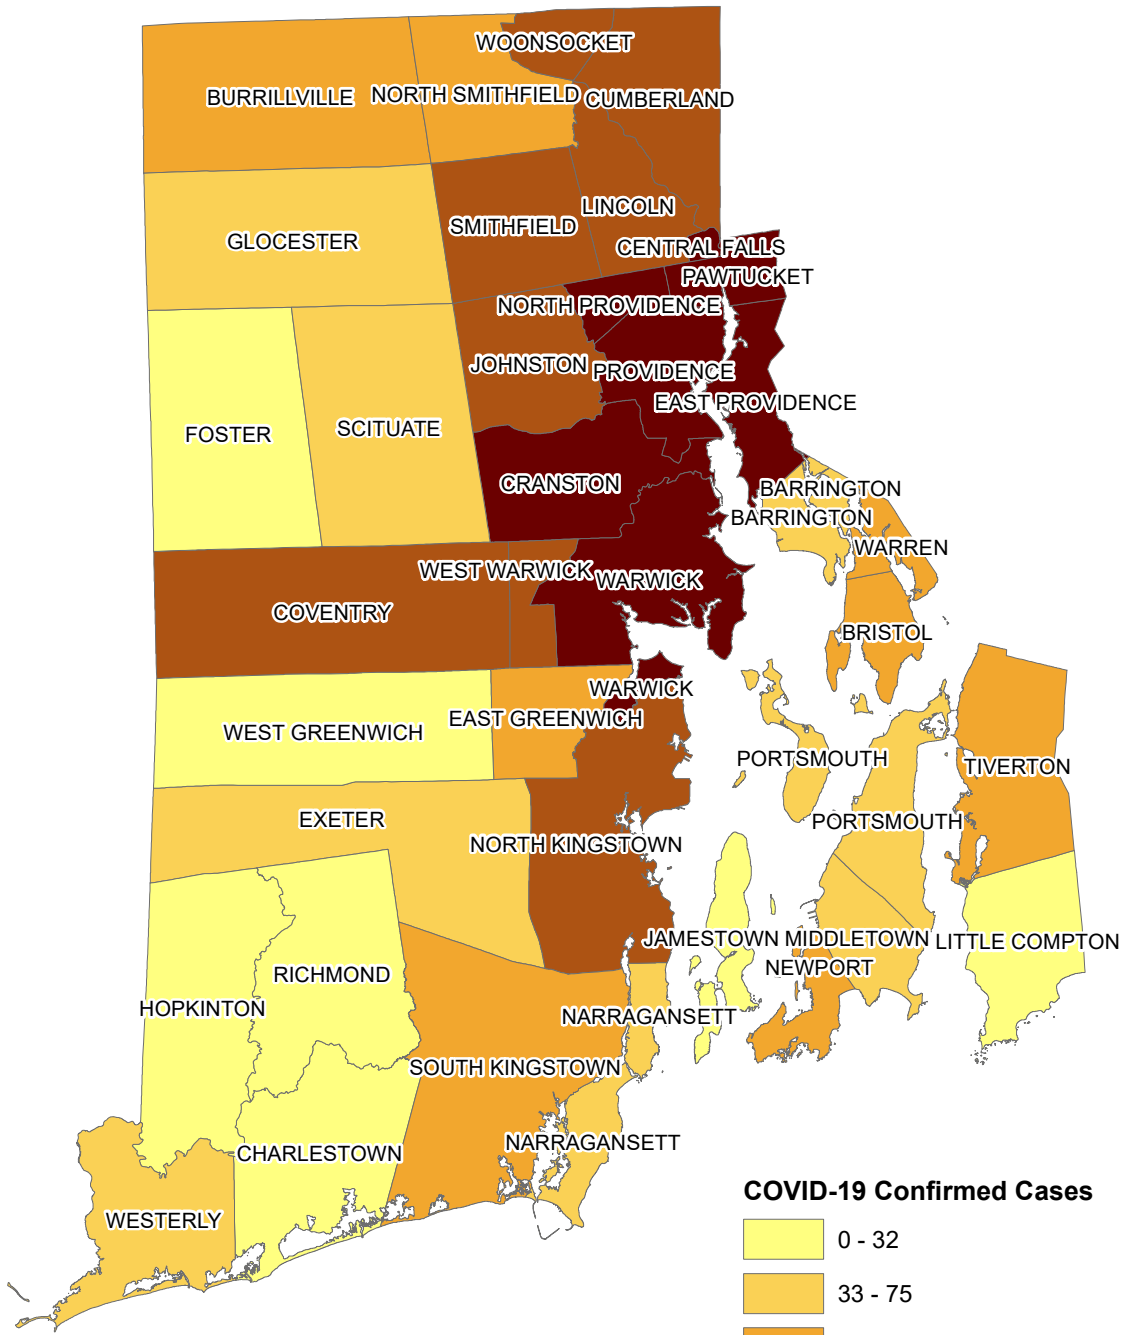 WOONSOCKET
BURRILLVILLE
NORTH SMITHFIELD
CUMBERLAND
LINCOLN
SMITHFIELD
GLOCESTER
CENTRAL FALLS
PAWTUCKET
NORTH PROVIDENCE
JOHNSTON
PROVIDENCE
EAST PROVIDENCE
FOSTER
SCITUATE
CRANSTON
BARRINGTON
BARRINGTON
WARREN
WEST WARWICK
WARWICK
COVENTRY
BRISTOL
WARWICK
EAST GREENWICH
WEST GREENWICH
PORTSMOUTH
TIVERTON
EXETER
PORTSMOUTH
NORTH KINGSTOWN
JAMESTOWN
MIDDLETOWN
LITTLE COMPTON
NEWPORT
RICHMOND
HOPKINTON
NARRAGANSETT
SOUTH KINGSTOWN
NARRAGANSETT
CHARLESTOWN
WESTERLY
COVID-19 Confirmed Cases
0 - 32
33 - 75